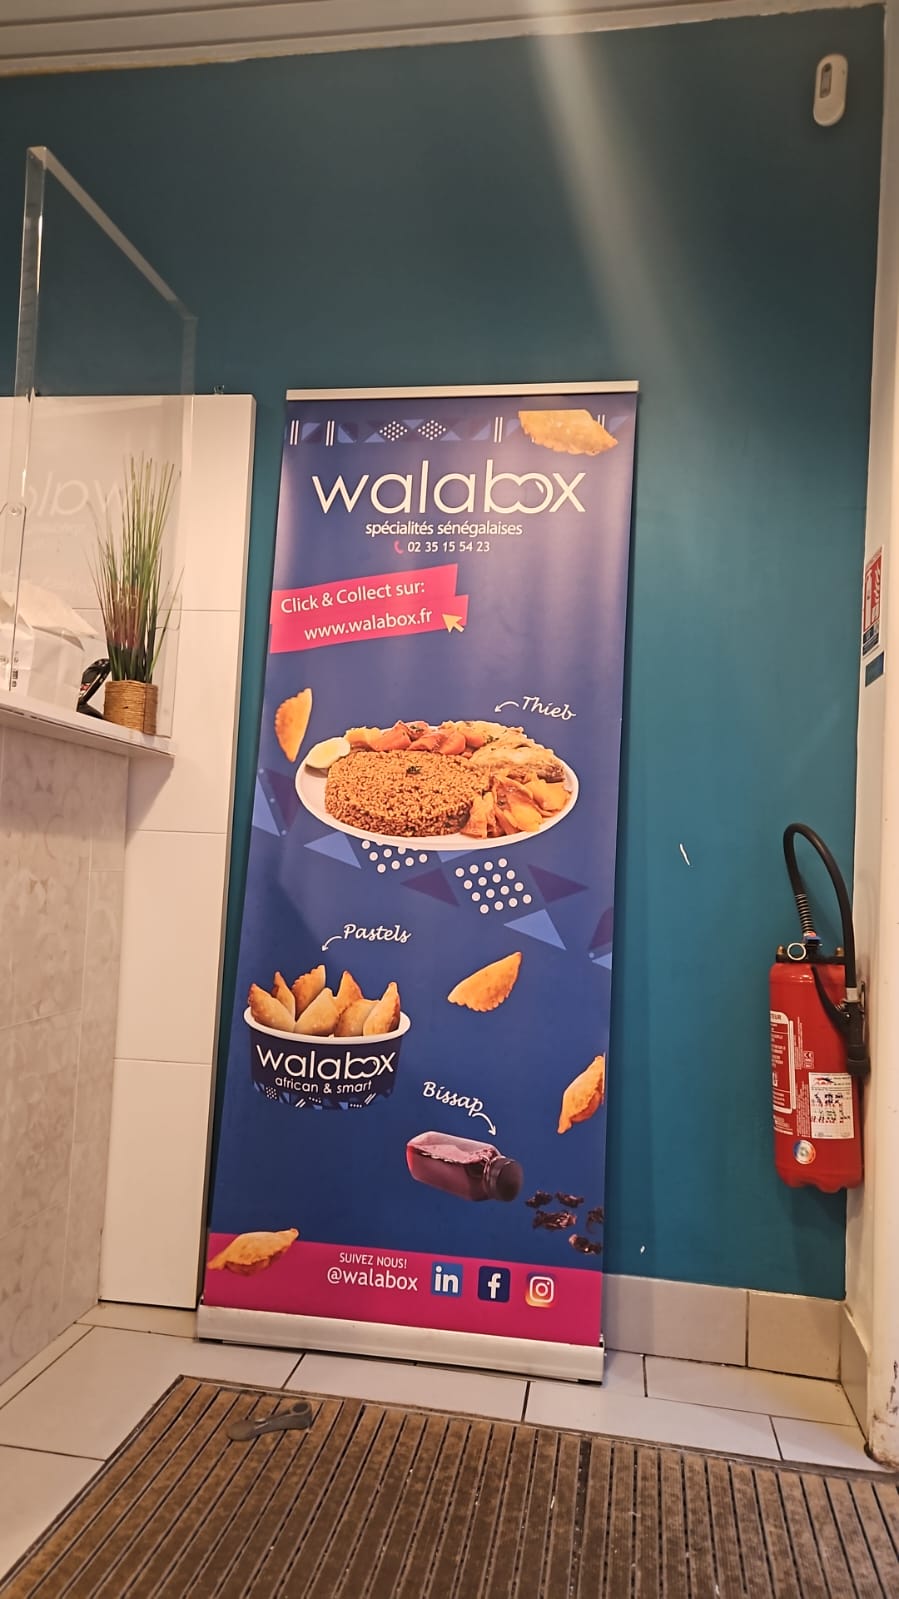 walabox
spécialités sénégalaises
02 35 15 54 23
Click & Collect sur:
www.walabox.fr
Thieb
Pastels
walabox
african & smart
Bissap
SUIVEZ NOUS!
@walabox
in
f